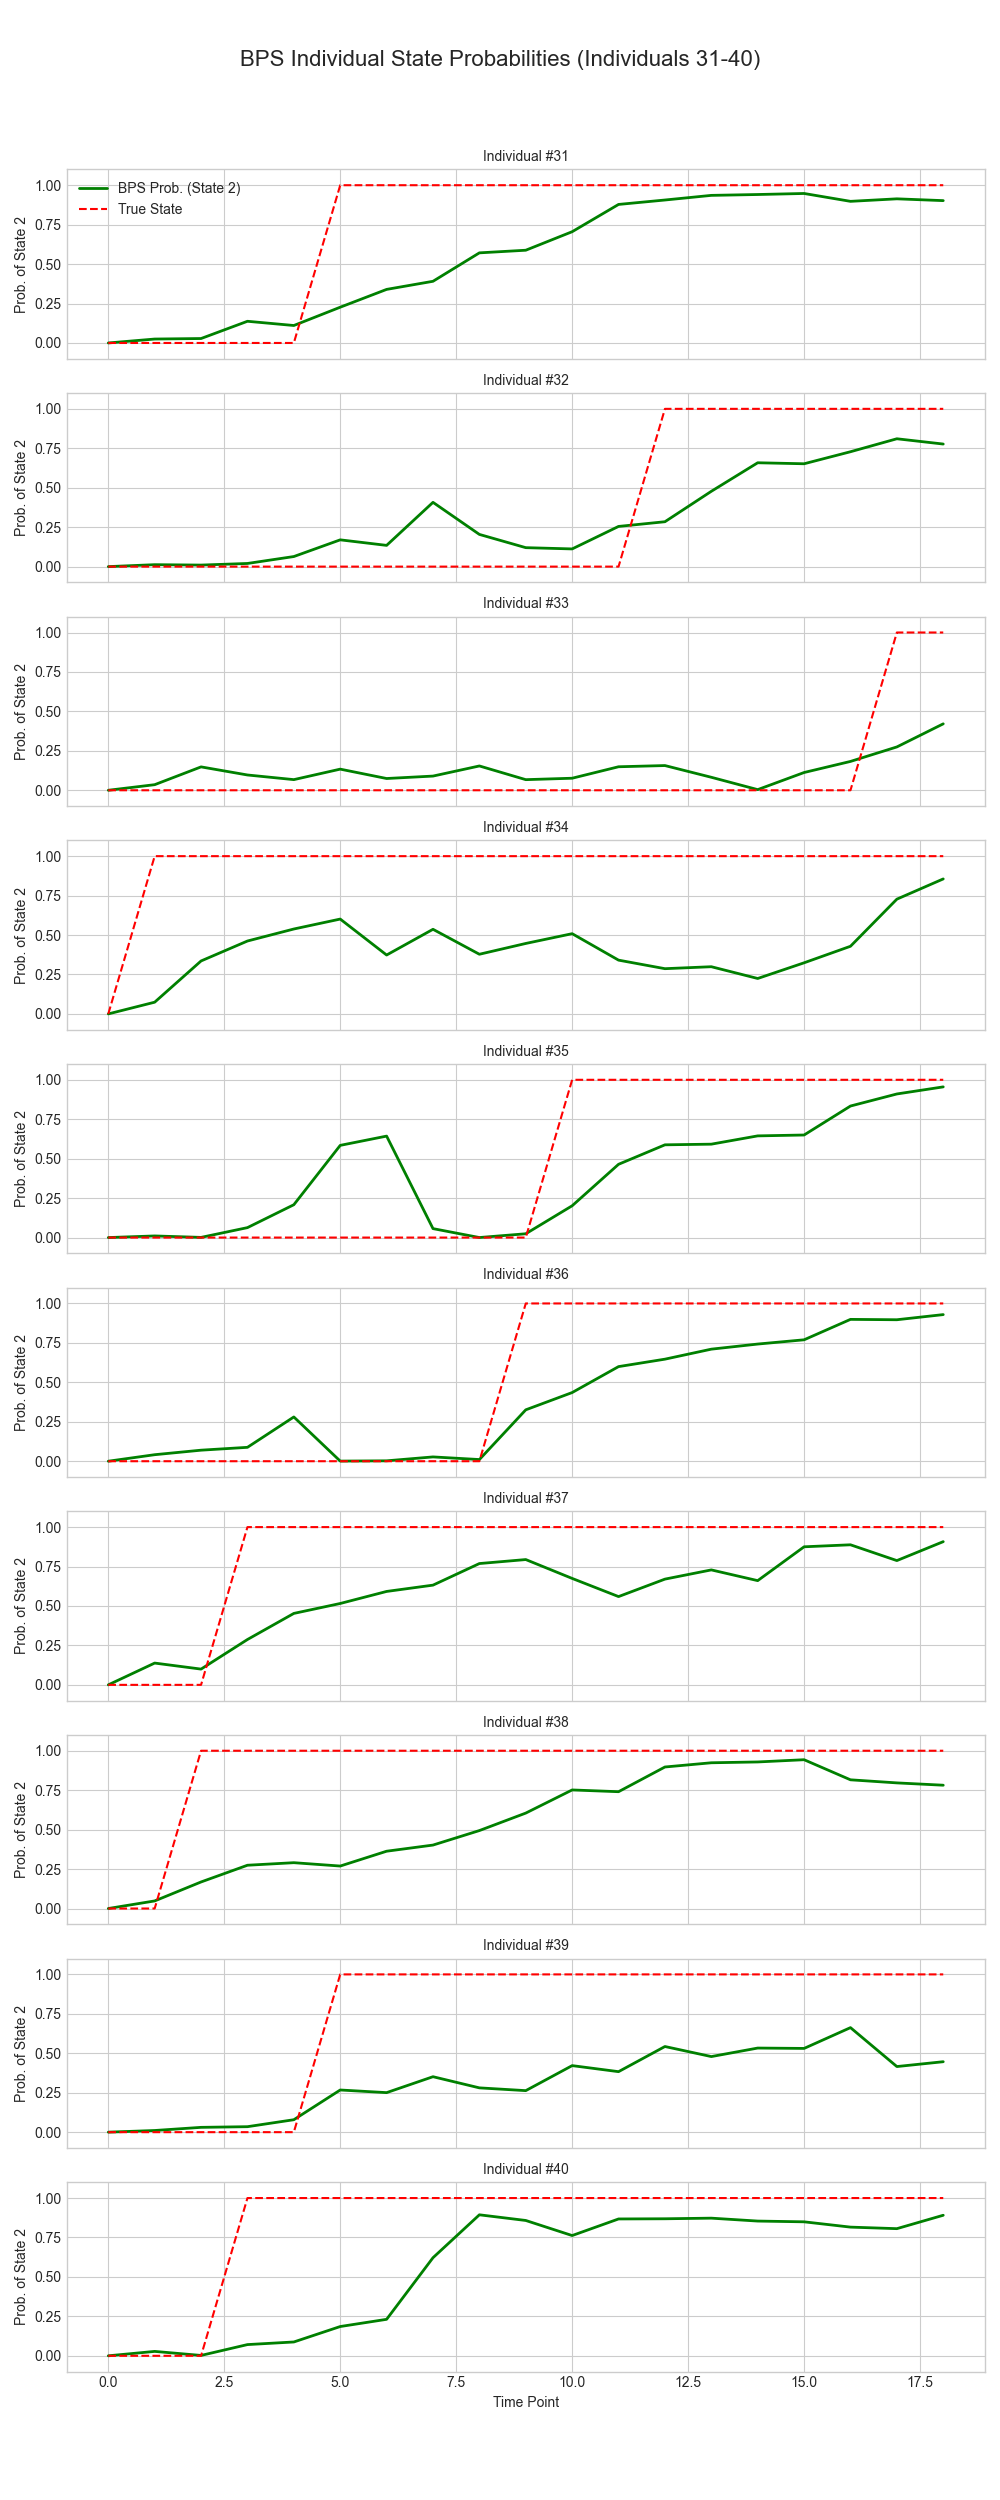 BPS Individual State Probabilities (Individuals 31-40)
Individual #31
1.00
0.75
0.50
0.25
0.00
Prob. of State 2
BPS Prob. (State 2)
True State
Individual #32
1.00
0.75
0.50
0.25
0.00
Prob. of State 2
Individual #33
1.00
0.75
0.50
0.25
0.00
Prob. of State 2
Individual #34
1.00
0.75
0.50
0.25
0.00
Prob. of State 2
Individual #35
1.00
0.75
0.50
0.25
0.00
Prob. of State 2
Individual #36
1.00
0.75
0.50
0.25
0.00
Prob. of State 2
Individual #37
1.00
0.75
0.50
0.25
0.00
Prob. of State 2
Individual #38
1.00
0.75
0.50
0.25
0.00
Prob. of State 2
Individual #39
1.00
0.75
0.50
0.25
0.00
Prob. of State 2
Individual #40
1.00
0.75
0.50
0.25
0.00
Prob. of State 2
0.0 2.5 5.0 7.5 10.0 12.5 15.0 17.5
Time Point